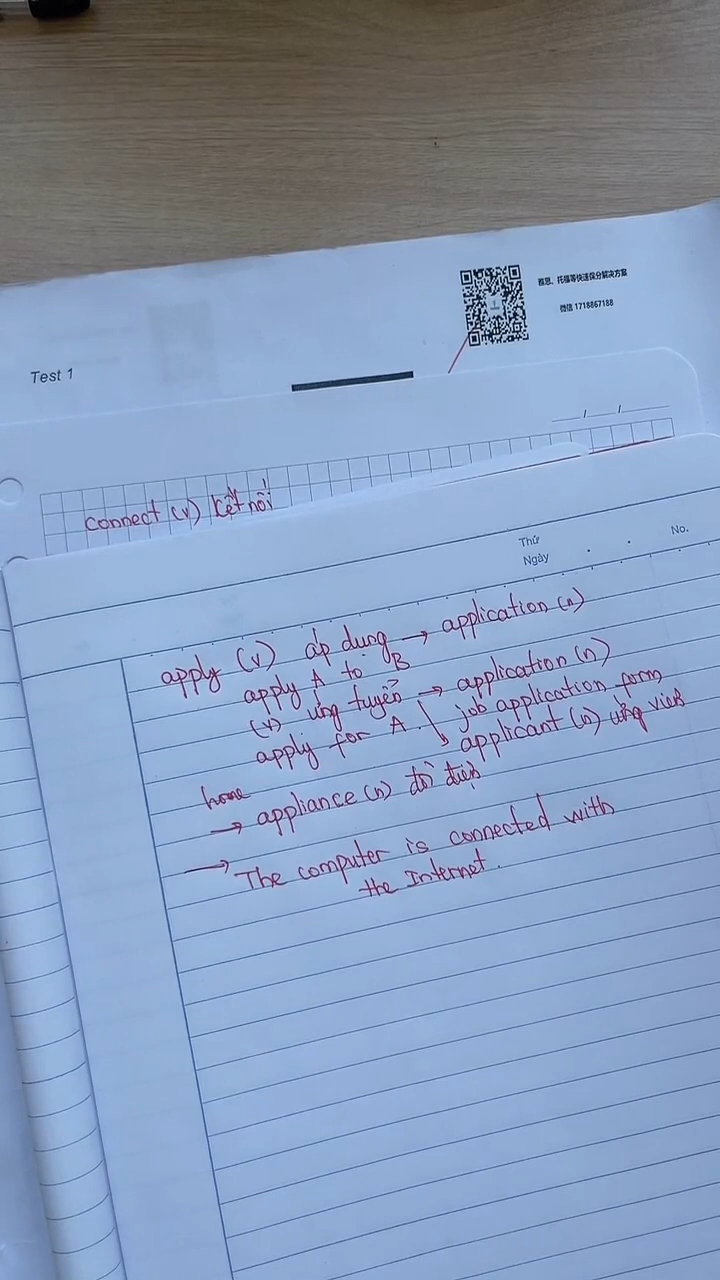 雅思、托福等快速保分解决方案
微信 1718867188
Test 1
/ /
connect (v) kết nối
Thứ
Ngày
No.
apply (v) áp dụng → application (n)
apply A to B
(v) ứng tuyển → application (n)
job application form
apply for A
applicant (n) ứng viên
home
→ appliance (n) đồ điện
→ The computer is connected with
the Internet.